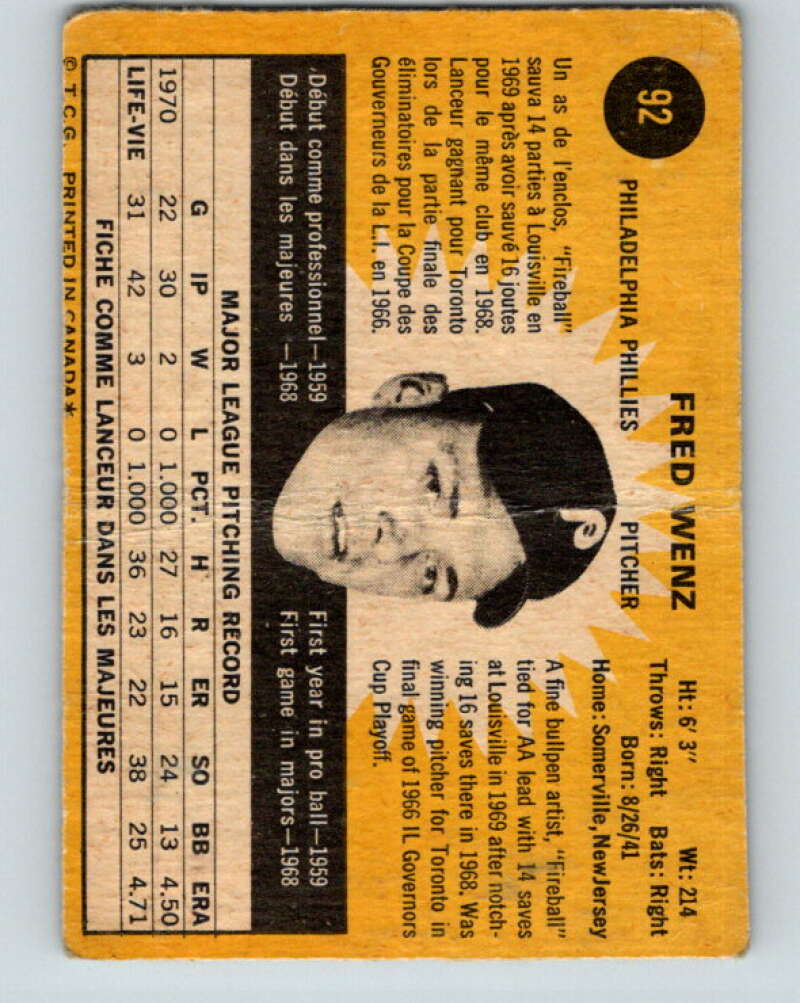 92
FRED WENZ
PHILADELPHIA PHILLIES
PITCHER
Ht: 6' 3" Wt: 214
Throws: Right Bats: Right
Born: 8/26/41
Home: Somerville, NewJersey
Un as de l'enclos, "Fireball"
sauva 14 parties à Louisville en
1969 après avoir sauvé 16 joutes
pour le même club en 1968.
Lanceur gagnant pour Toronto
lors de la partie finale des
éliminatoires pour la Coupe des
Gouverneurs de la L.I. en 1966.
A fine bullpen artist, "Fireball"
tied for AA lead with 14 saves
at Louisville in 1969 after notch-
ing 16 saves there in 1968. Was
winning pitcher for Toronto in
final game of 1966 IL Governors
Cup Playoff.
P
Début comme professionnel—1959
Début dans les majeures —1968
First year in pro ball—1959
First game in majors—1968
MAJOR LEAGUE PITCHING RECORD
G IP W L PCT. H R ER SO BB ERA
1970 22 30 2 0 1.000 27 16 15 24 13 4.50
LIFE-VIE 31 42 3 0 1.000 36 23 22 38 25 4.71
FICHE COMME LANCEUR DANS LES MAJEURES
© T.C.G. PRINTED IN CANADA*